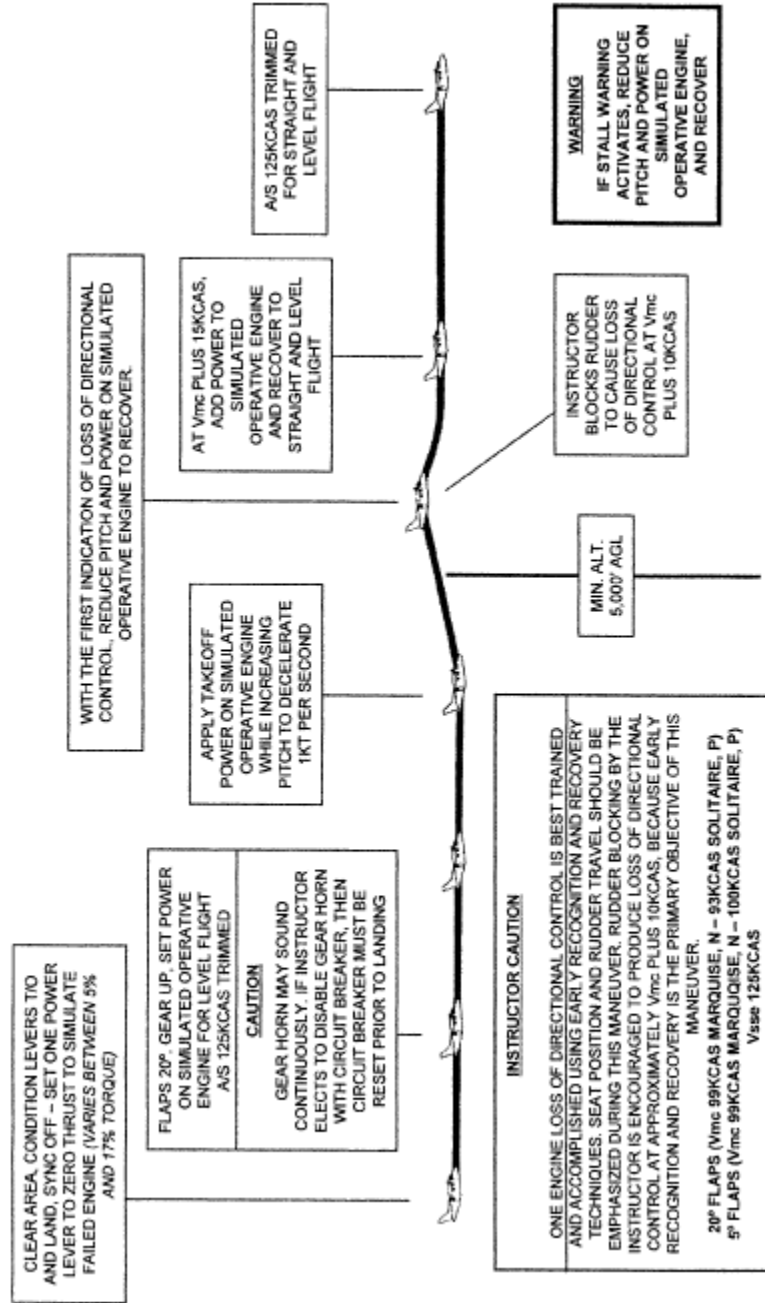 CLEAR AREA, CONDITION LEVERS T/O
AND LAND, SYNC OFF – SET ONE POWER
LEVER TO ZERO THRUST TO SIMULATE
FAILED ENGINE (VARIES BETWEEN 5%
AND 17% TORQUE)
FLAPS 20º, GEAR UP, SET POWER
ON SIMULATED OPERATIVE
ENGINE FOR LEVEL FLIGHT
A/S 125KCAS TRIMMED
CAUTION
GEAR HORN MAY SOUND
CONTINUOUSLY. IF INSTRUCTOR
ELECTS TO DISABLE GEAR HORN
WITH CIRCUIT BREAKER, THEN
CIRCUIT BREAKER MUST BE
RESET PRIOR TO LANDING
APPLY TAKEOFF
POWER ON SIMULATED
OPERATIVE ENGINE
WHILE INCREASING
PITCH TO DECELERATE
1KT PER SECOND
WITH THE FIRST INDICATION OF LOSS OF DIRECTIONAL
CONTROL, REDUCE PITCH AND POWER ON SIMULATED
OPERATIVE ENGINE TO RECOVER.
AT Vmc PLUS 15KCAS,
ADD POWER TO
SIMULATED
OPERATIVE ENGINE
AND RECOVER TO
STRAIGHT AND LEVEL
FLIGHT
A/S 125KCAS TRIMMED
FOR STRAIGHT AND
LEVEL FLIGHT
INSTRUCTOR CAUTION
ONE ENGINE LOSS OF DIRECTIONAL CONTROL IS BEST TRAINED
AND ACCOMPLISHED USING EARLY RECOGNITION AND RECOVERY
TECHNIQUES. SEAT POSITION AND RUDDER TRAVEL SHOULD BE
EMPHASIZED DURING THIS MANEUVER. RUDDER BLOCKING BY THE
INSTRUCTOR IS ENCOURAGED TO PRODUCE LOSS OF DIRECTIONAL
CONTROL AT APPROXIMATELY Vmc PLUS 10KCAS, BECAUSE EARLY
RECOGNITION AND RECOVERY IS THE PRIMARY OBJECTIVE OF THIS
MANEUVER.
20º FLAPS (Vmc 99KCAS MARQUISE, N – 93KCAS SOLITAIRE, P)
5º FLAPS (Vmc 99KCAS MARQUQISE, N – 100KCAS SOLITAIRE, P)
Vsse 125KCAS
MIN. ALT.
5,000' AGL
INSTRUCTOR
BLOCKS RUDDER
TO CAUSE LOSS
OF DIRECTIONAL
CONTROL AT Vmc
PLUS 10KCAS
WARNING
IF STALL WARNING
ACTIVATES, REDUCE
PITCH AND POWER ON
SIMULATED
OPERATIVE ENGINE,
AND RECOVER